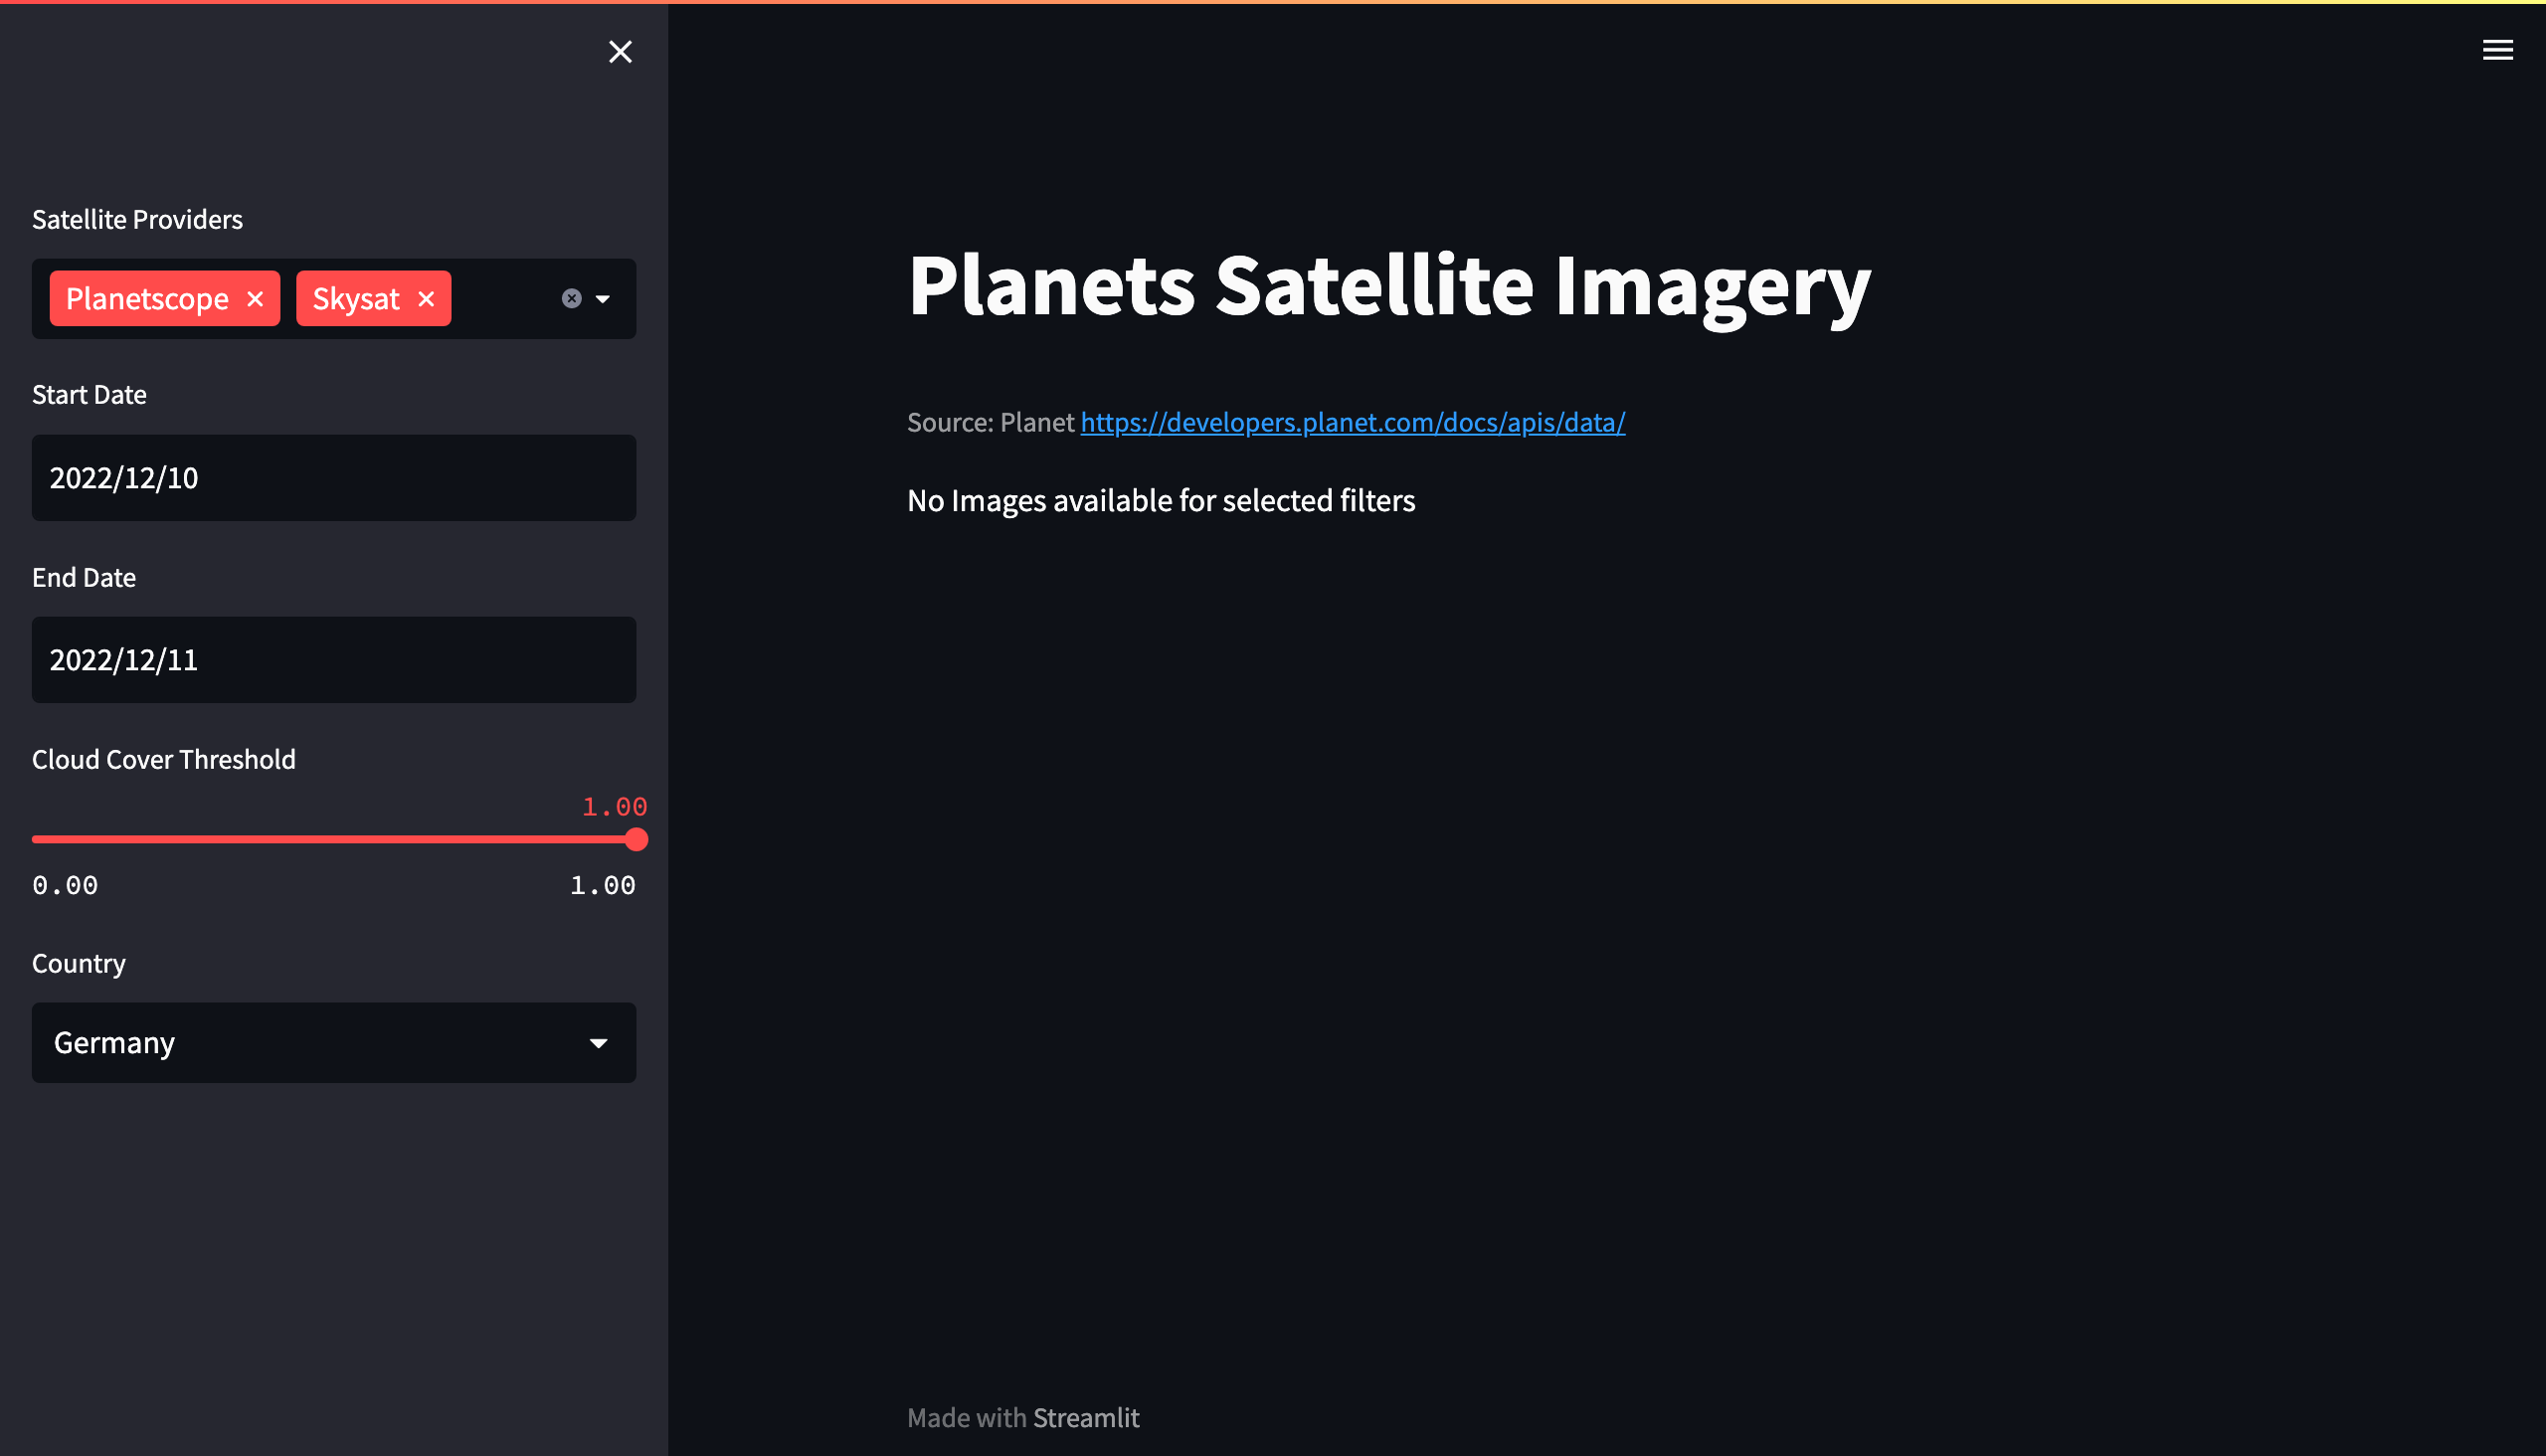 Satellite Providers
Planetscope
Skysat
Start Date
2022/12/10
End Date
2022/12/11
Cloud Cover Threshold
1.00
0.00 1.00
Country
Germany
Planets Satellite Imagery
Source: Planet https://developers.planet.com/docs/apis/data/
No Images available for selected filters
Made with Streamlit